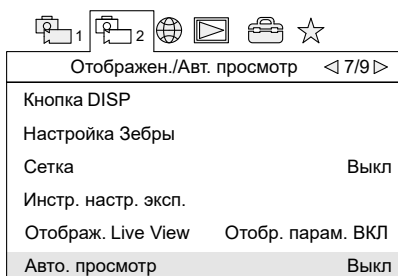 1 2
Отображен./Авт. просмотр 7/9
Кнопка DISP
Настройка Зебры
Сетка Выкл
Инстр. настр. эксп.
Отображ. Live View Отобр. парам. ВКЛ
Авто. просмотр Выкл